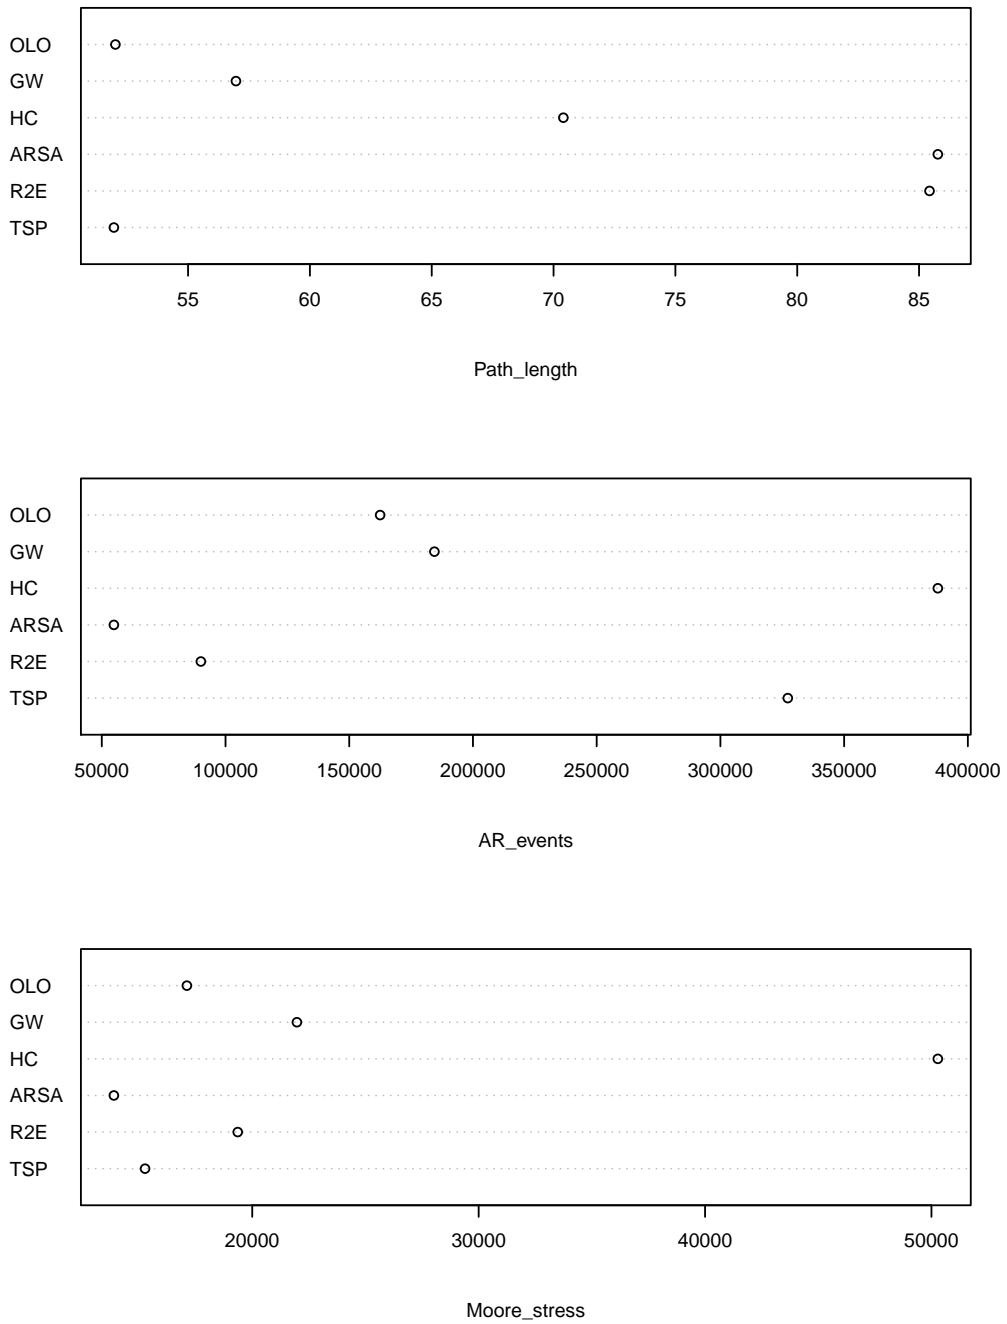 OLO
GW
HC
ARSA
R2E
TSP
55 60 65 70 75 80 85
Path_length
OLO
GW
HC
ARSA
R2E
TSP
50000 100000 150000 200000 250000 300000 350000 400000
AR_events
OLO
GW
HC
ARSA
R2E
TSP
20000 30000 40000 50000
Moore_stress